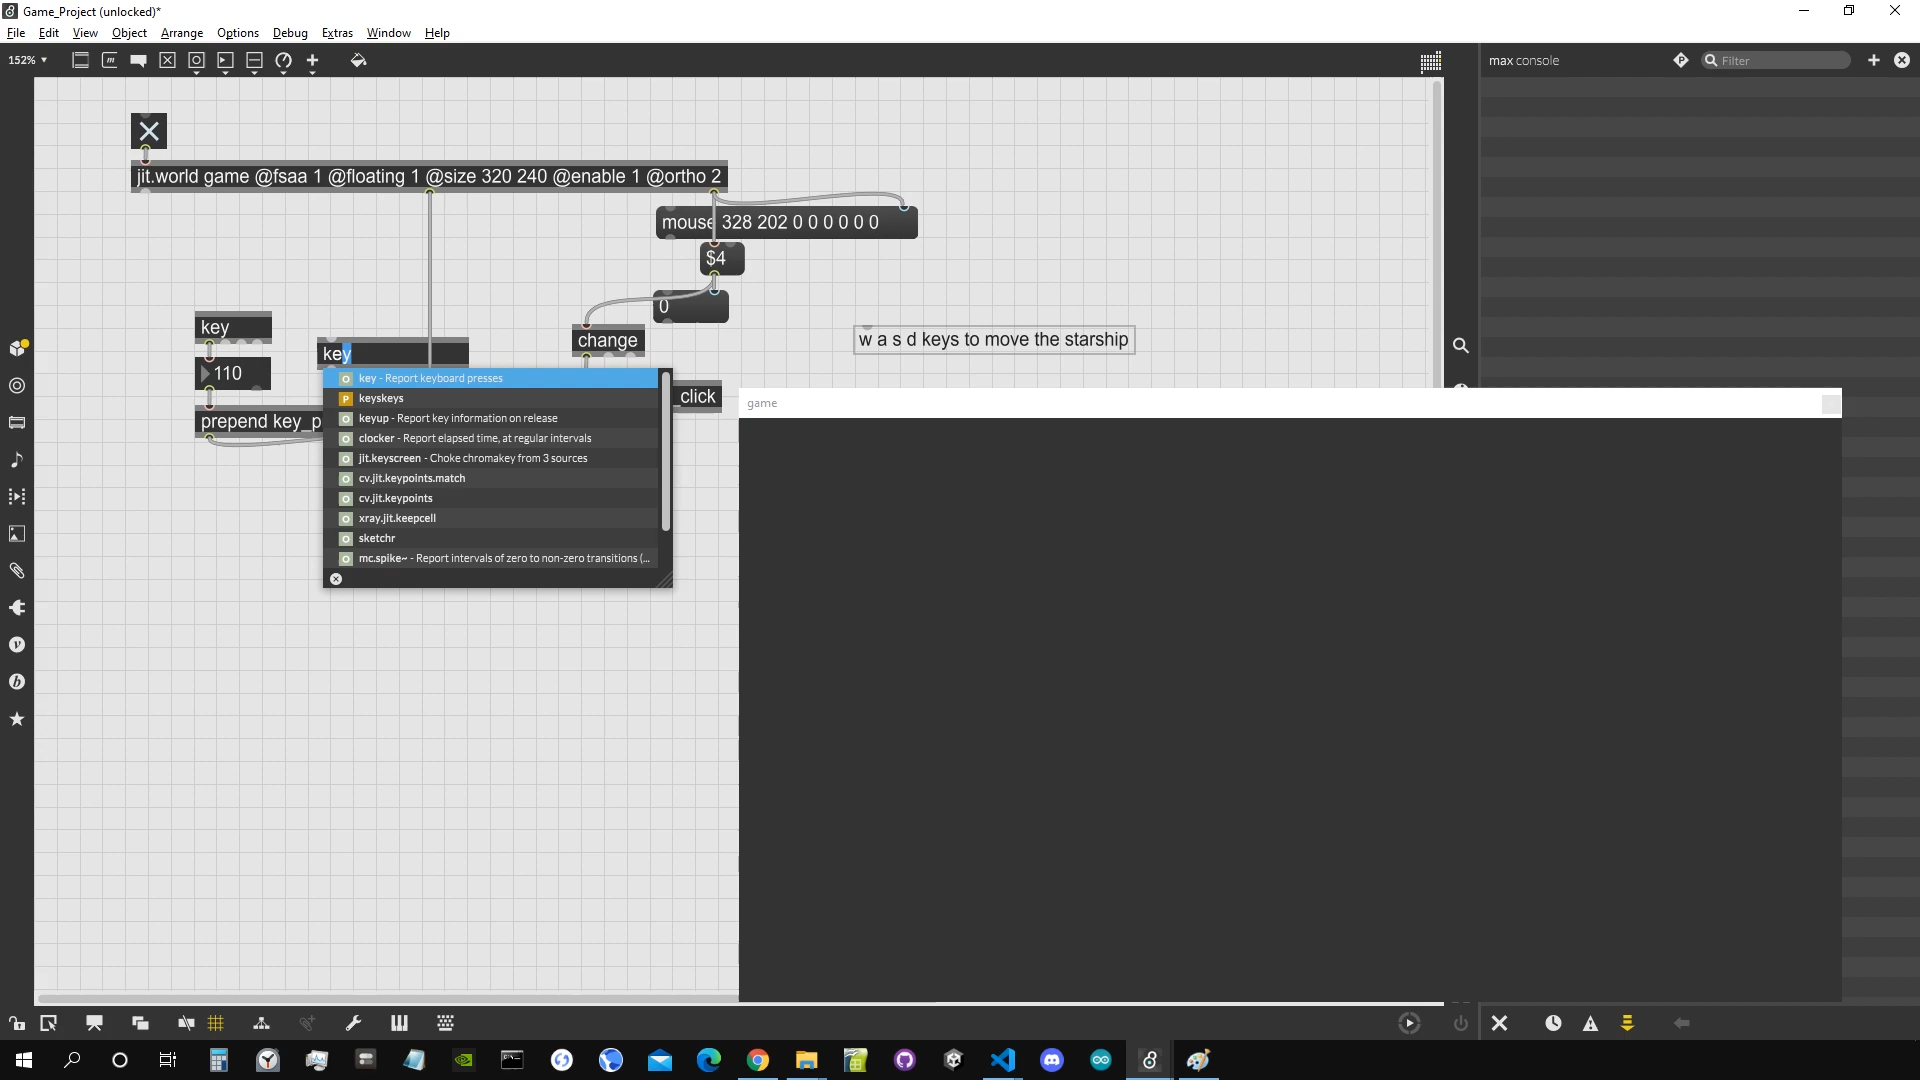 Game_Project (unlocked)*
File Edit View Object Arrange Options Debug Extras Window Help
152%
max console
Filter
jit.world game @fsaa 1 @floating 1 @size 320 240 @enable 1 @ortho 2
mouse 328 202 0 0 0 0 0 0
$4
0
key
key
change
w a s d keys to move the starship
110
key - Report keyboard presses
click
keyskeys
game
prepend key_p
keyup - Report key information on release
clocker - Report elapsed time, at regular intervals
jit.keyscreen - Choke chromakey from 3 sources
cv.jit.keypoints.match
cv.jit.keypoints
xray.jit.keepcell
sketchr
mc.spike~ - Report intervals of zero to non-zero transitions (...